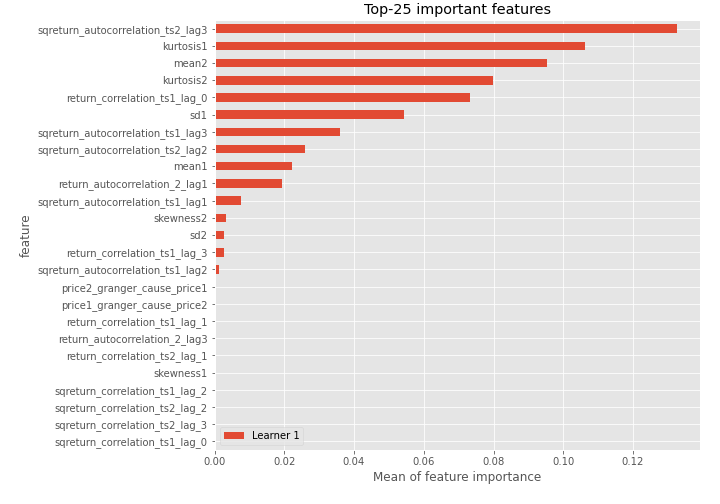 Top-25 important features
sqreturn_autocorrelation_ts2_lag3
kurtosis1
mean2
kurtosis2
return_correlation_ts1_lag_0
sd1
sqreturn_autocorrelation_ts1_lag3
sqreturn_autocorrelation_ts2_lag2
mean1
return_autocorrelation_2_lag1
sqreturn_autocorrelation_ts1_lag1
skewness2
sd2
return_correlation_ts1_lag_3
sqreturn_autocorrelation_ts1_lag2
price2_granger_cause_price1
price1_granger_cause_price2
return_correlation_ts1_lag_1
return_autocorrelation_2_lag3
return_correlation_ts2_lag_1
skewness1
sqreturn_correlation_ts1_lag_2
sqreturn_correlation_ts2_lag_2
sqreturn_correlation_ts2_lag_3
sqreturn_correlation_ts1_lag_0
feature
Learner 1
0.00 0.02 0.04 0.06 0.08 0.10 0.12
Mean of feature importance